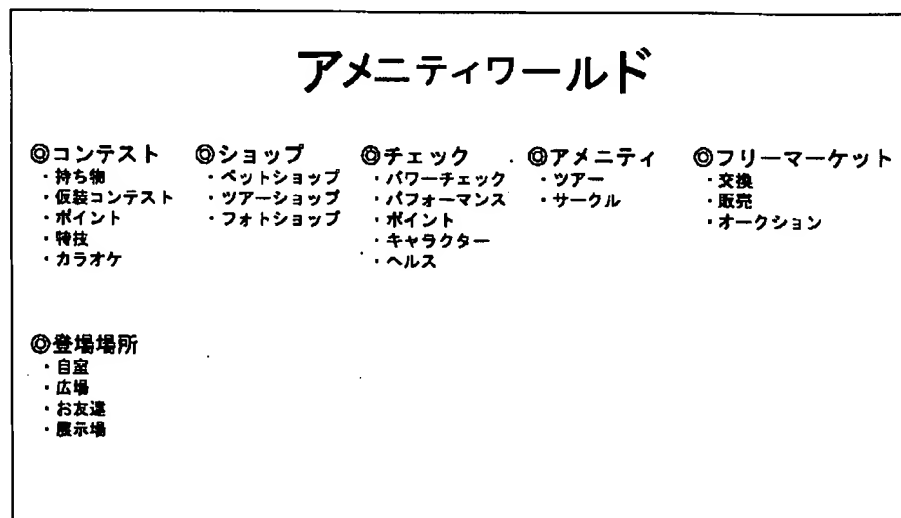 アメニティワールド
◎コンテスト
・持ち物
・仮装コンテスト
・ポイント
・特技
・カラオケ
◎ショップ
・ペットショップ
・ツアーショップ
・フォトショップ
◎チェック
・パワーチェック
・パフォーマンス
・ポイント
・キャラクター
・ヘルス
◎アメニティ
・ツアー
・サークル
◎フリーマーケット
・交換
・販売
・オークション
◎登場場所
・自室
・広場
・お友達
・展示場